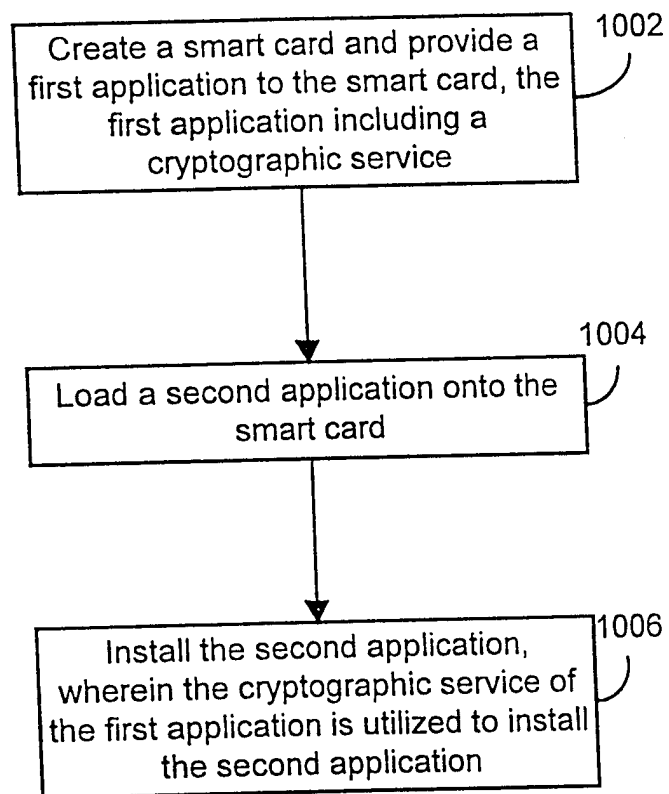 Create a smart card and provide a
first application to the smart card, the
first application including a
cryptographic service
1002
Load a second application onto the
smart card
1004
Install the second application,
wherein the cryptographic service of
the first application is utilized to install
the second application
1006